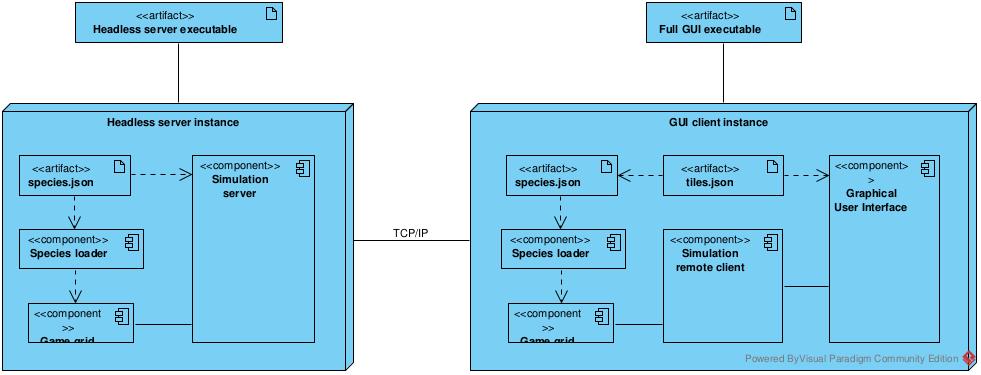 <<artifact>>
Headless server executable
<<artifact>>
Full GUI executable
Headless server instance
<<artifact>>
species.json
<<component>>
Simulation
server
<<component>>
Species loader
<<component
>>
Game grid
TCP/IP
GUI client instance
<<artifact>>
species.json
<<artifact>>
tiles.json
<<component>
>
Graphical
User Interface
<<component>>
Species loader
<<component>>
Simulation
remote client
<<component
>>
Game grid
Powered ByVisual Paradigm Community Edition